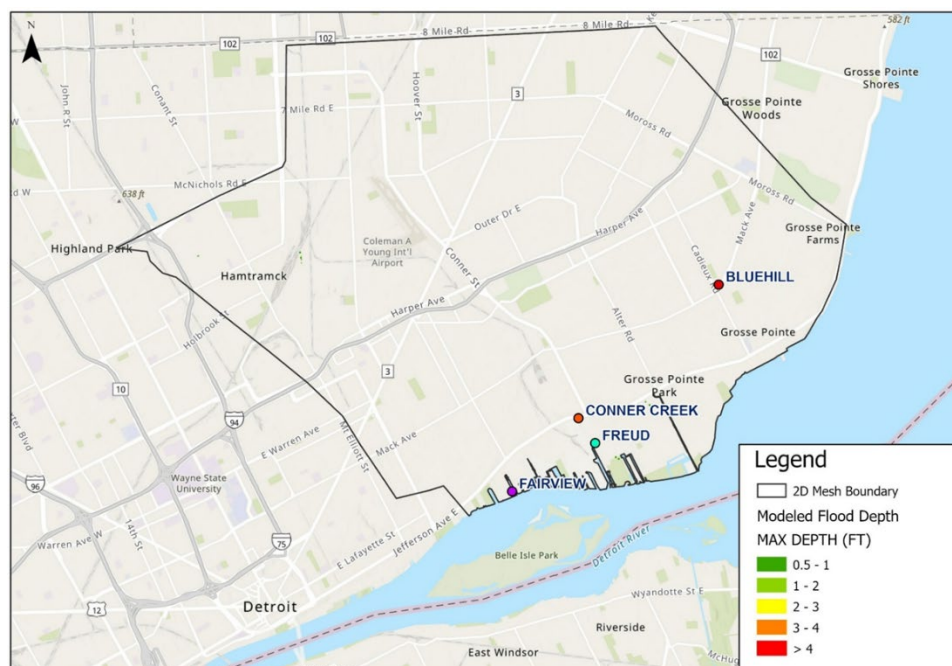 N
8 Mile Rd E
8 Mile Rd E
582 ft
102
102
102
John R St
Conant St
Hoover St
3
7 Mile Rd E
Grosse Pointe
Shores
Grosse Pointe
Woods
Moross Rd
McNichols Rd E
638 ft
Moross Rd
Outer Dr E
Harper Ave
Mack Ave
Highland Park
Coleman A
Young Int'l
Airport
Grosse Pointe
Farms
Hamtramck
Conner St
Cadieux Rd
BLUEHILL
Harper Ave
Holbrook St
Alter Rd
Grosse Pointe
3
10
Grosse Pointe
Park
94
CONNER CREEK
E Warren Ave
Mt Elliott St
Mack Ave
FREUD
Wayne State
University
96
FAIRVIEW
14th St
Warren Ave W
Jefferson Ave E
E Lafayette St
75
Belle Isle Park
Detroit River
12
Detroit
Wyandotte St E
Riverside
East Windsor
Legend
2D Mesh Boundary
Modeled Flood Depth
MAX DEPTH (FT)
0.5 - 1
1 - 2
2 - 3
3 - 4
> 4